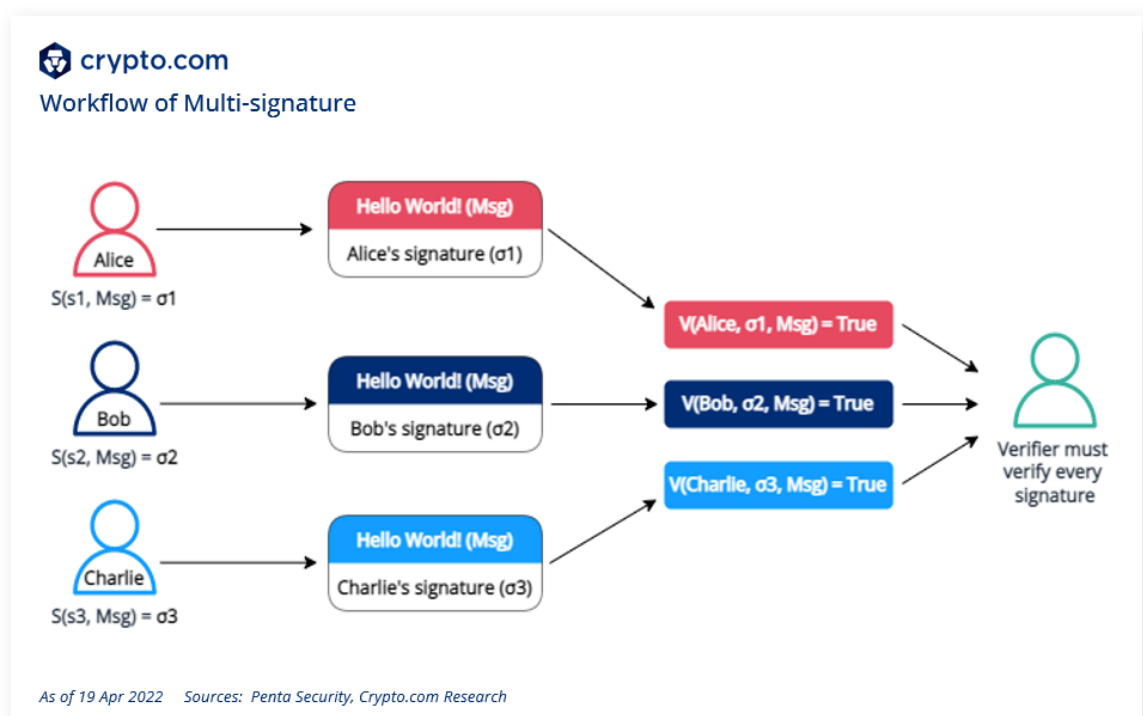 crypto.com
Workflow of Multi-signature
Alice
S(s1, Msg) = σ1
Hello World! (Msg)
Alice's signature (σ1)
Bob
S(s2, Msg) = σ2
Hello World! (Msg)
Bob's signature (σ2)
Charlie
S(s3, Msg) = σ3
Hello World! (Msg)
Charlie's signature (σ3)
V(Alice, σ1, Msg) = True
V(Bob, σ2, Msg) = True
V(Charlie, σ3, Msg) = True
Verifier must
verify every
signature
As of 19 Apr 2022 Sources: Penta Security, Crypto.com Research